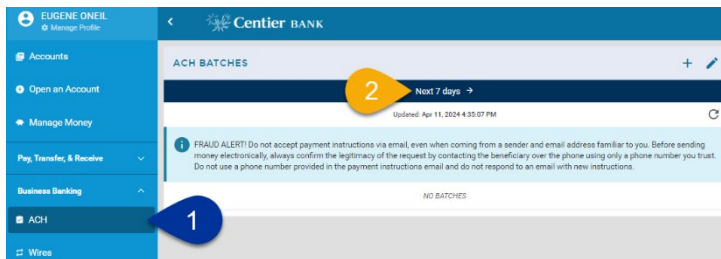 EUGENE ONEIL
Manage Profile
Centier BANK
Accounts
Open an Account
Manage Money
Pay, Transfer, & Receive
Business Banking
ACH
Wires
ACH BATCHES
2
Next 7 days →
Updated: Apr 11, 2024 4:35:07 PM
FRAUD ALERT! Do not accept payment instructions via email, even when coming from a sender and email address familiar to you. Before sending
money electronically, always confirm the legitimacy of the request by contacting the beneficiary over the phone using only a phone number you trust.
Do not use a phone number provided in the payment instructions email and do not respond to an email with new instructions.
NO BATCHES
1